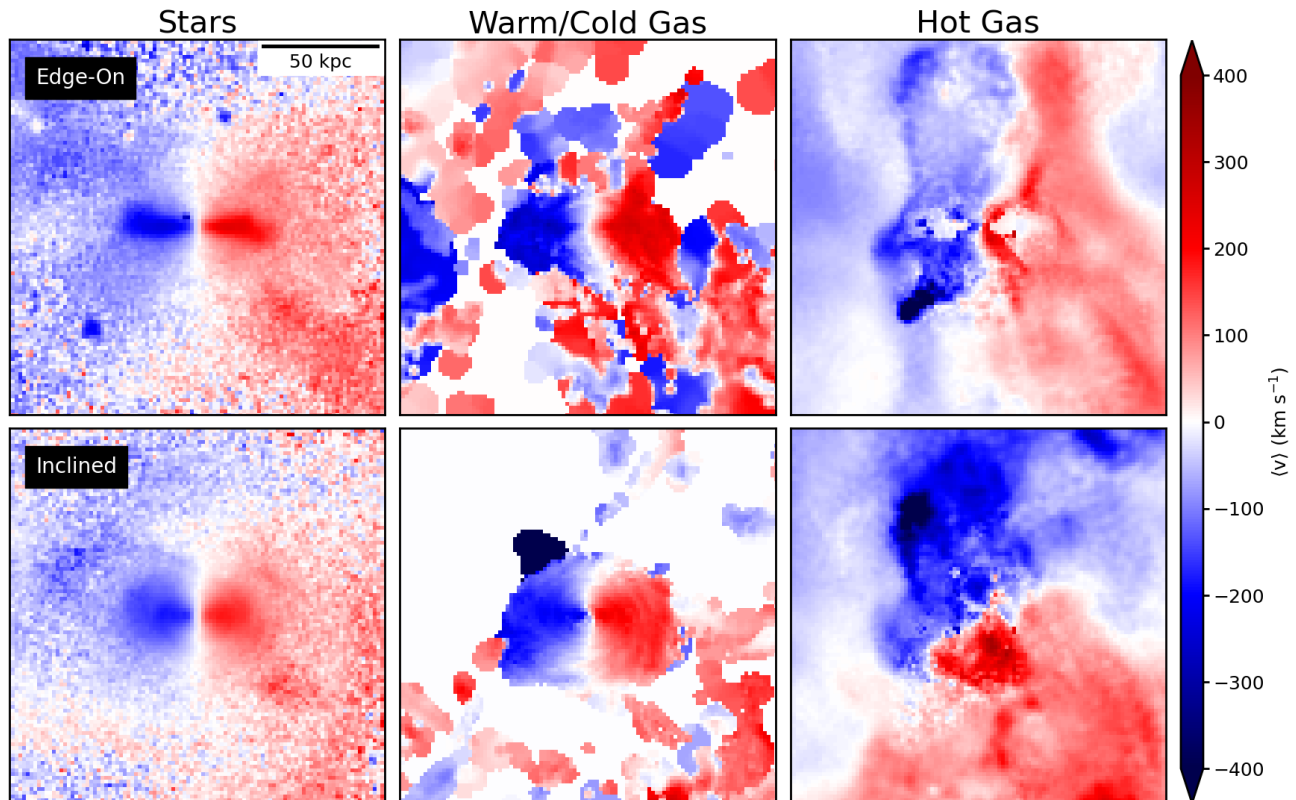 Stars
Warm/Cold Gas
Hot Gas
Edge-On
50 kpc
Inclined
400
300
200
100
0
−100
−200
−300
−400
⟨v⟩ (km s⁻¹)